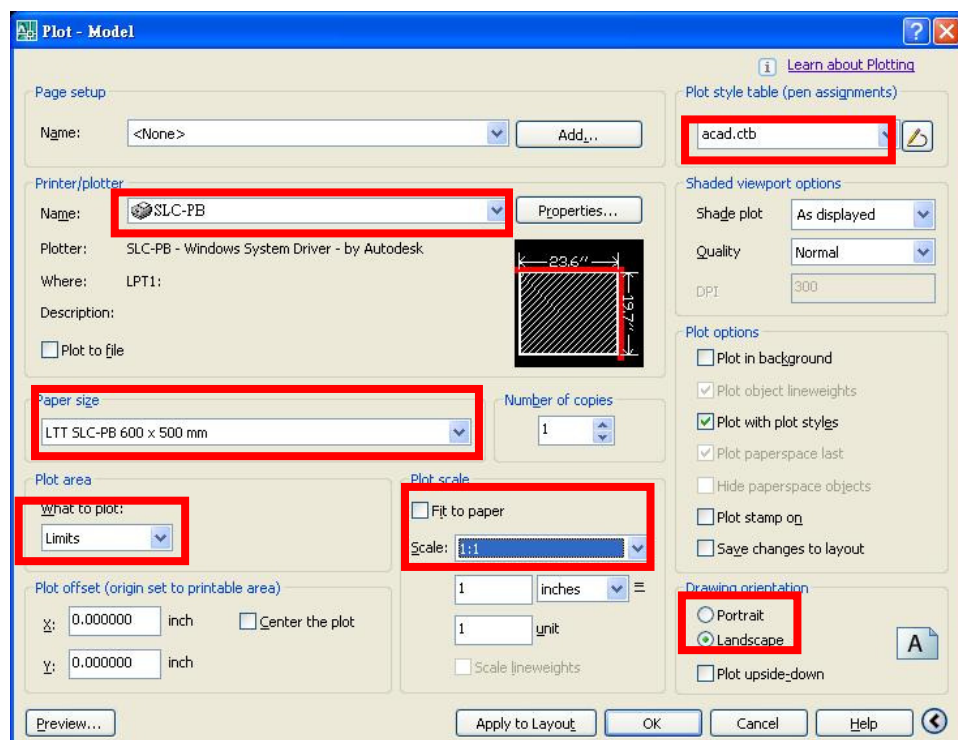 Plot - Model
Learn about Plotting
Page setup
Name: <None> Add...
Plot style table (pen assignments)
acad.ctb
Printer/plotter
Name: SLC-PB Properties...
Plotter: SLC-PB - Windows System Driver - by Autodesk
Where: LPT1:
Description:
Plot to file
23.6''
19.7''
Shaded viewport options
Shade plot As displayed
Quality Normal
DPI 300
Paper size
LTT SLC-PB 600 x 500 mm
Number of copies
1
Plot options
Plot in background
Plot object lineweights
Plot with plot styles
Plot paperspace last
Hide paperspace objects
Plot stamp on
Save changes to layout
Plot area
What to plot:
Limits
Plot scale
Fit to paper
Scale: 1:1
1 inches =
1 unit
Scale lineweights
Plot offset (origin set to printable area)
X: 0.000000 inch Center the plot
Y: 0.000000 inch
Drawing orientation
Portrait
Landscape
Plot upside-down
A
Preview... Apply to Layout OK Cancel Help